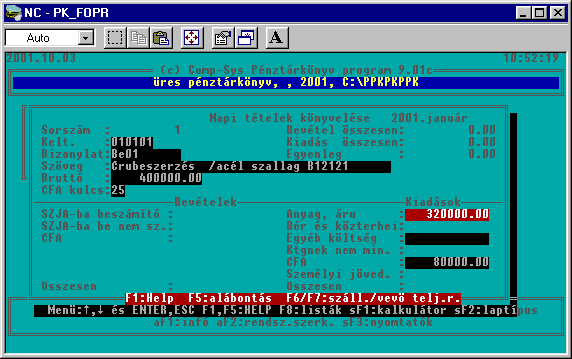 NC - PK_FOPR
Auto
A
2001.10.03 10:52:19
(c) Comp-Sys Pénztárkönyv program 9.01c
üres pénztárkönyv, , 2001, C:\PPKPKPPK
Napi tételek könyvelése 2001.január
Sorszám : 1 Bevétel összesen: 0.00
Kelt. :010101 Kiadás összesen: 0.00
Bizonylat:Be01 Egyenleg : 0.00
Szöveg :Crubeszerzés /acél szallag B12121
Bruttó : 400000.00
CFA kulcs:25
Bevételek Kiadások
SZJA-ba beszámító : Anyag, áru : 320000.00
SZJA-ba be nem sz.: Bér és közterhei:
CFA : Egyéb költség :
Ktgnek nem min. :
CFA : 80000.00
Személyi jöved. :
Összesen : Összesen :
F1:Help F5:alábontás F6/F7:száll./vevö telj.r.
Menü:↑,↓ és ENTER,ESC F1,F5:HELP F8:listák sF1:kalkulátor sF2:laptípus
aF1:infó aF2:rendsz.szerk. sF3:nyomtatók